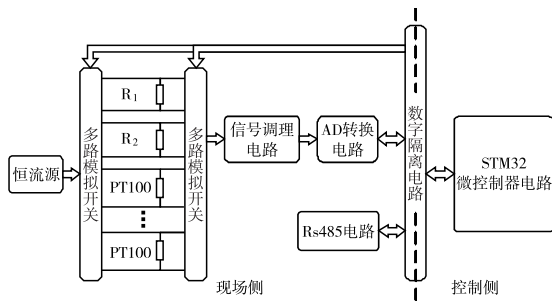 恒流源
多路模拟开关
R1
R2
PT100
PT100
多路模拟开关
信号调理
电路
AD转换
电路
Rs485电路
数字隔离电路
STM32
微控制器电路
现场侧
控制侧